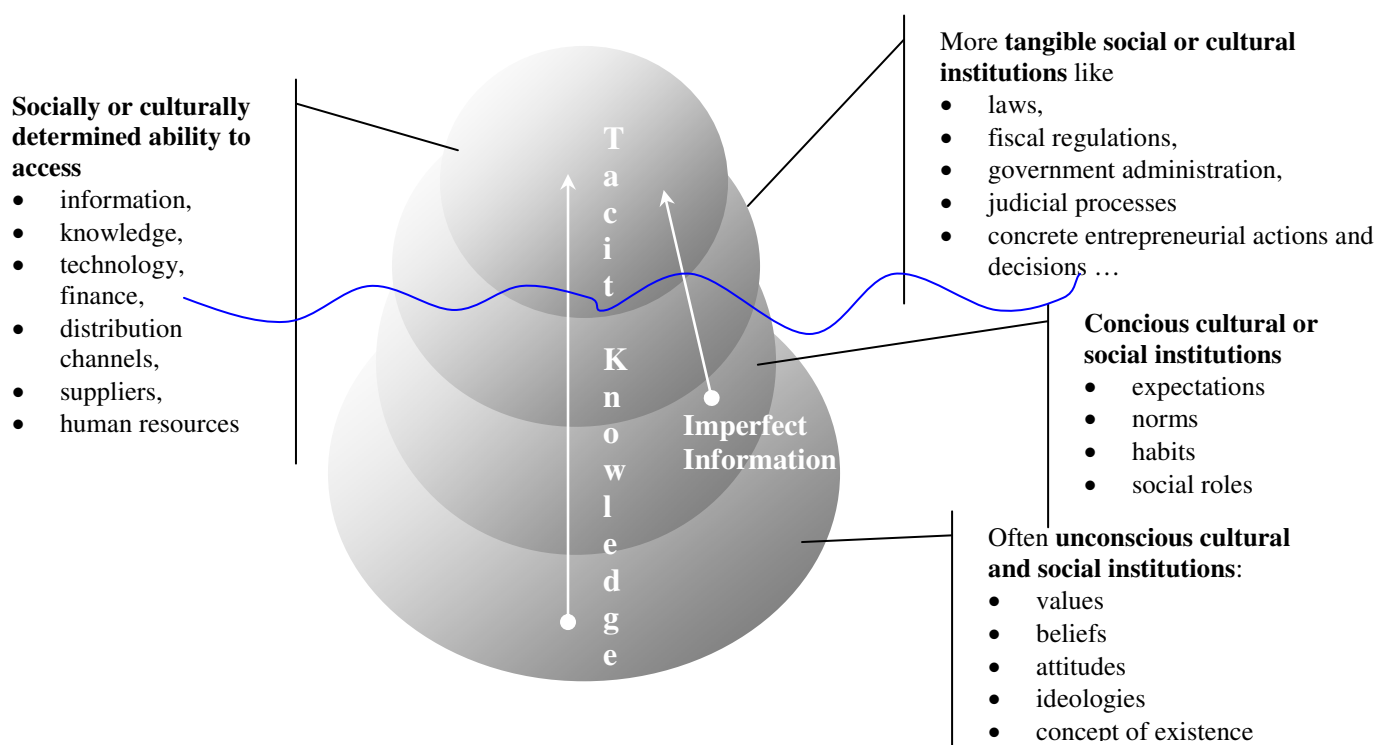 Socially or culturally
determined ability to
access
• information,
• knowledge,
• technology,
finance,
• distribution
channels,
• suppliers,
• human resources
Tacit Knowledge
Imperfect
Information
More tangible social or cultural
institutions like
• laws,
• fiscal regulations,
• government administration,
• judicial processes
• concrete entrepreneurial actions and
decisions …
Concious cultural or
social institutions
• expectations
• norms
• habits
• social roles
Often unconscious cultural
and social institutions:
• values
• beliefs
• attitudes
• ideologies
• concept of existence